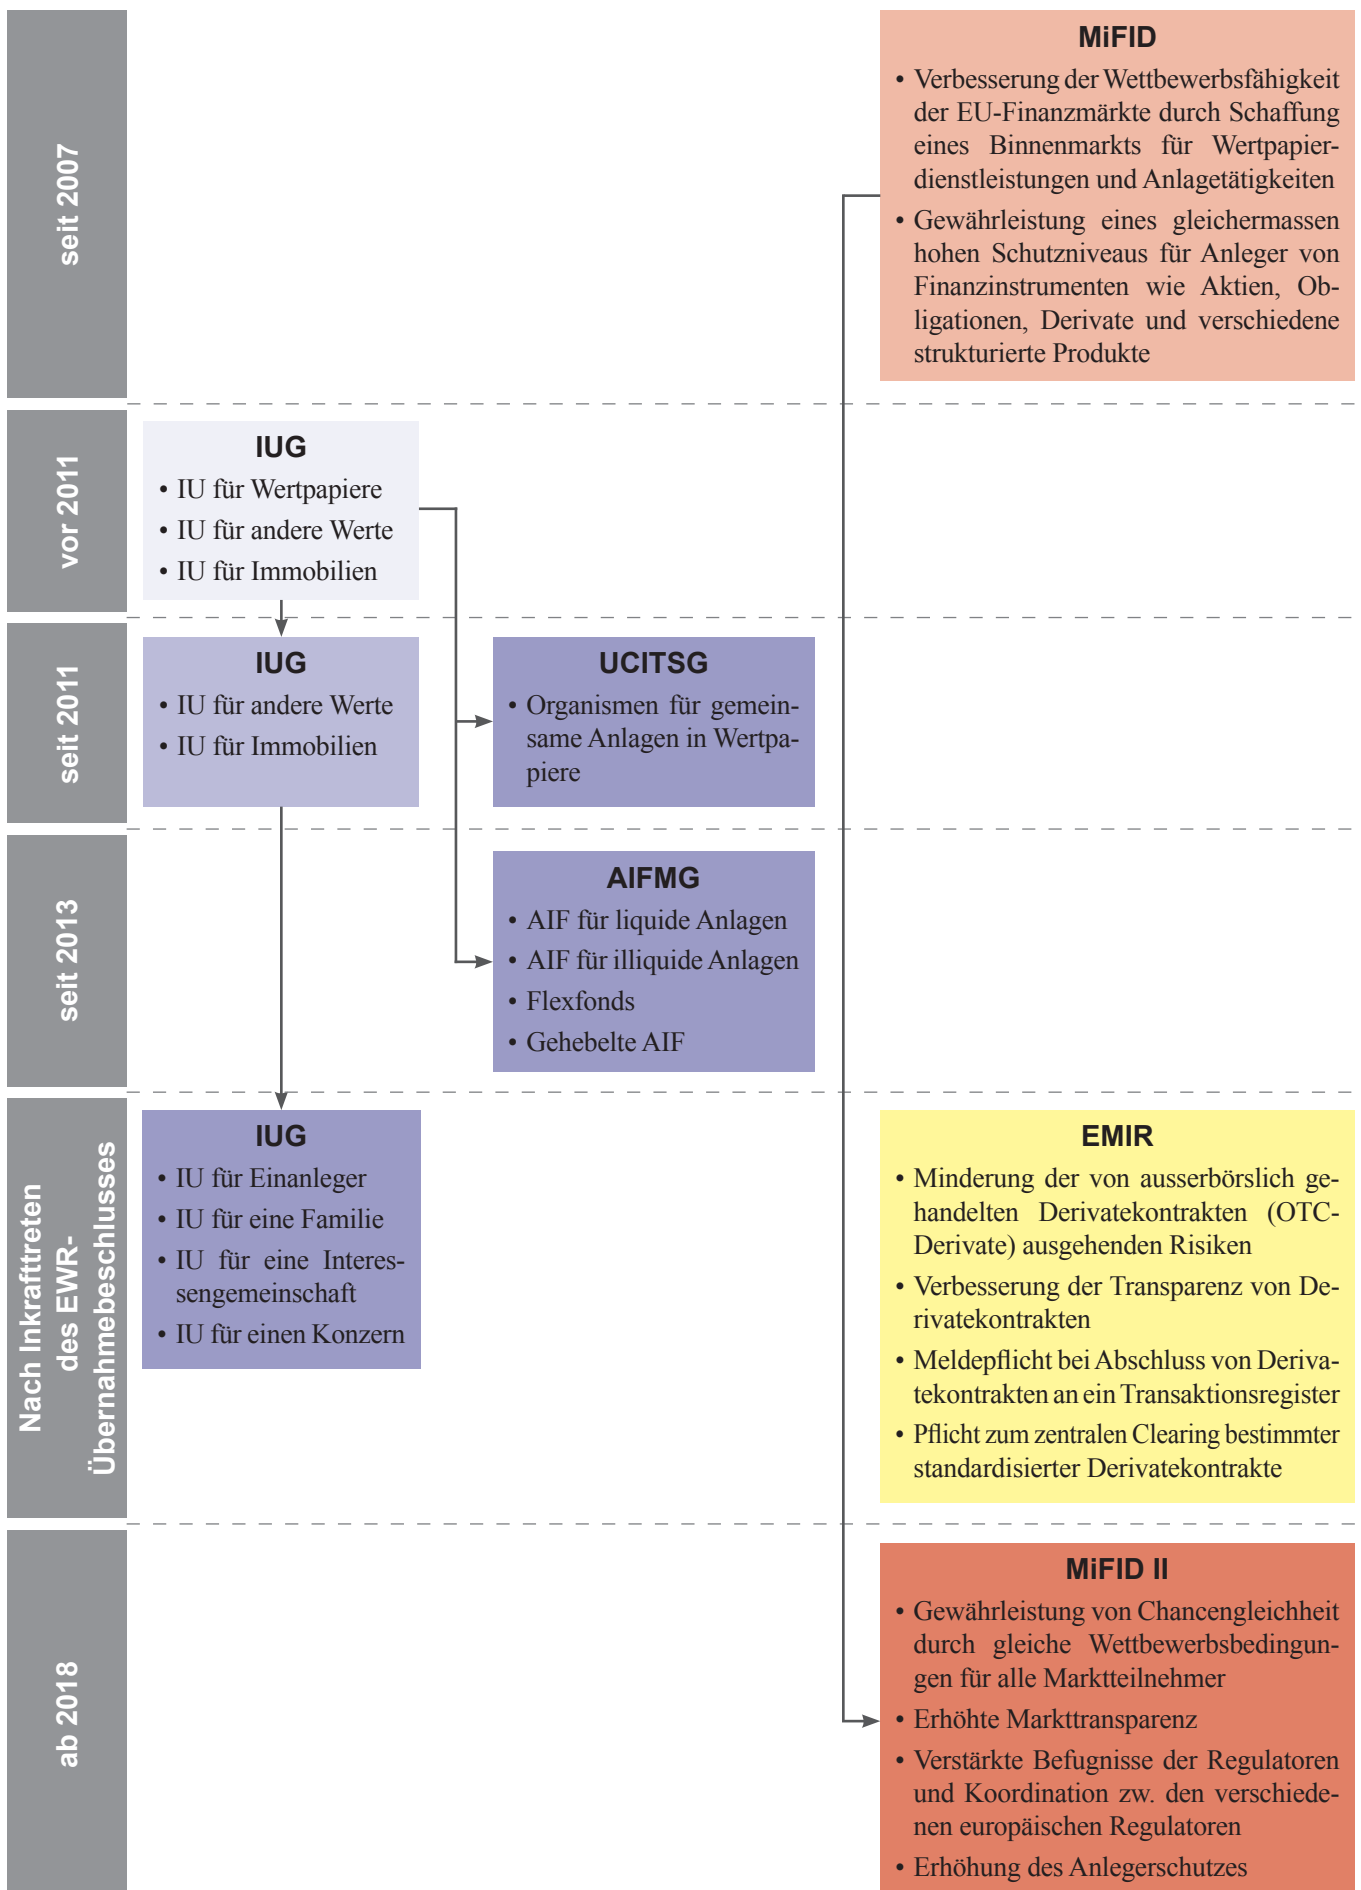 seit 2007
MiFID
• Verbesserung der Wettbewerbsfähigkeit
der EU-Finanzmärkte durch Schaffung
eines Binnenmarkts für Wertpapier-
dienstleistungen und Anlagetätigkeiten
• Gewährleistung eines gleichermassen
hohen Schutzniveaus für Anleger von
Finanzinstrumenten wie Aktien, Ob-
ligationen, Derivate und verschiedene
strukturierte Produkte
vor 2011
IUG
• IU für Wertpapiere
• IU für andere Werte
• IU für Immobilien
seit 2011
IUG
• IU für andere Werte
• IU für Immobilien
UCITSG
• Organismen für gemein-
same Anlagen in Wertpa-
piere
seit 2013
AIFMG
• AIF für liquide Anlagen
• AIF für illiquide Anlagen
• Flexfonds
• Gehebelte AIF
Nach Inkrafttreten
des EWR-
Übernahmebeschlusses
IUG
• IU für Einanleger
• IU für eine Familie
• IU für eine Interes-
sengemeinschaft
• IU für einen Konzern
EMIR
• Minderung der von ausserbörslich ge-
handelten Derivatekontrakten (OTC-
Derivate) ausgehenden Risiken
• Verbesserung der Transparenz von De-
rivatekontrakten
• Meldepflicht bei Abschluss von Deriva-
tekontrakten an ein Transaktionsregister
• Pflicht zum zentralen Clearing bestimmter
standardisierter Derivatekontrakte
ab 2018
MiFID II
• Gewährleistung von Chancengleichheit
durch gleiche Wettbewerbsbedingun-
gen für alle Marktteilnehmer
• Erhöhte Markttransparenz
• Verstärkte Befugnisse der Regulatoren
und Koordination zw. den verschiede-
nen europäischen Regulatoren
• Erhöhung des Anlegerschutzes